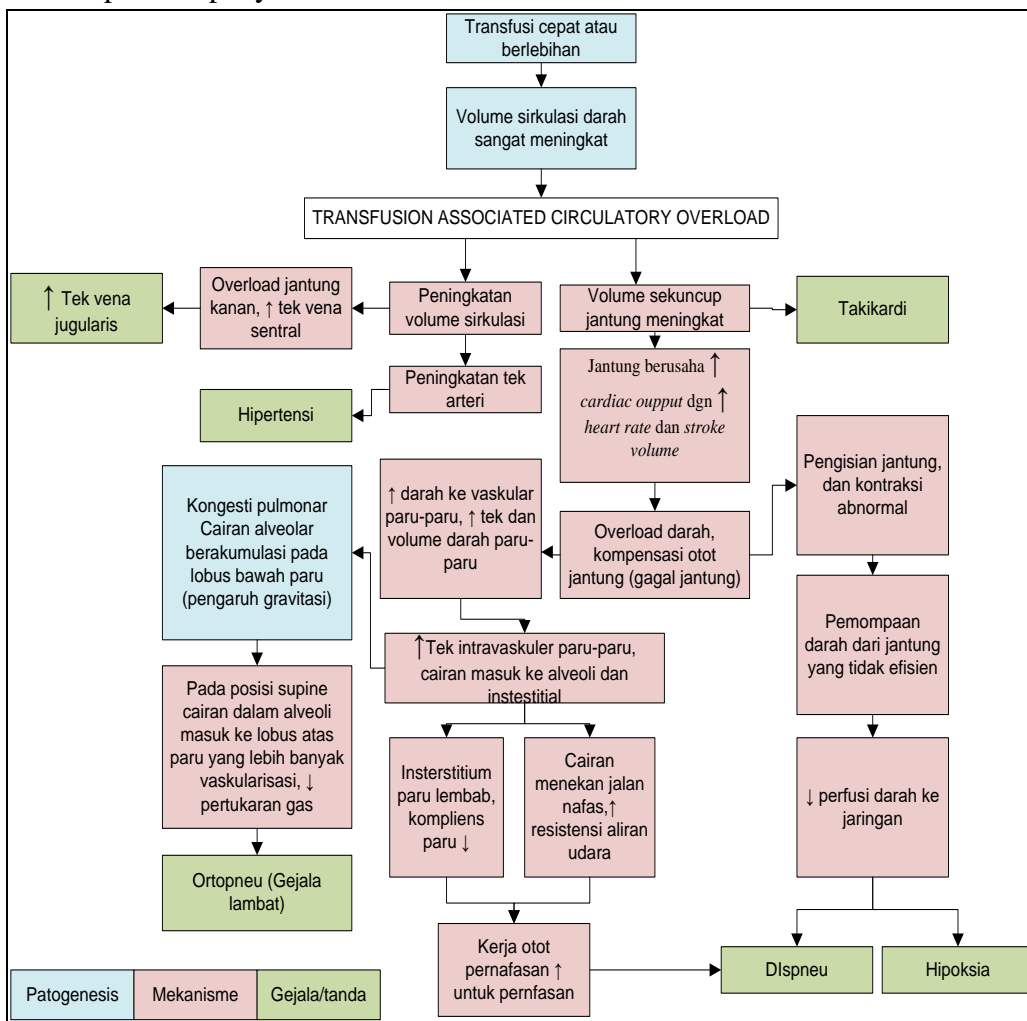 Transfusi cepat atau
berlebihan
Volume sirkulasi darah
sangat meningkat
TRANSFUSION ASSOCIATED CIRCULATORY OVERLOAD
↑ Tek vena
jugularis
Overload jantung
kanan, ↑ tek vena
sentral
Peningkatan
volume sirkulasi
Volume sekuncup
jantung meningkat
Takikardi
Peningkatan tek
arteri
Hipertensi
Jantung berusaha ↑
cardiac oupput dgn ↑
heart rate dan stroke
volume
Pengisian jantung,
dan kontraksi
abnormal
Kongesti pulmonar
Cairan alveolar
berakumulasi pada
lobus bawah paru
(pengaruh gravitasi)
↑ darah ke vaskular
paru-paru, ↑ tek dan
volume darah paru-
paru
Overload darah,
kompensasi otot
jantung (gagal jantung)
Pemompaan
darah dari jantung
yang tidak efisien
↑Tek intravaskuler paru-paru,
cairan masuk ke alveoli dan
instestitial
Pada posisi supine
cairan dalam alveoli
masuk ke lobus atas
paru yang lebih banyak
vaskularisasi, ↓
pertukaran gas
Insterstitium
paru lembab,
kompliens
paru ↓
Cairan
menekan jalan
nafas,↑
resistensi aliran
udara
↓ perfusi darah ke
jaringan
Ortopneu (Gejala
lambat)
Kerja otot
pernafasan ↑
untuk pernfasan
DIspneu
Hipoksia
Patogenesis
Mekanisme
Gejala/tanda